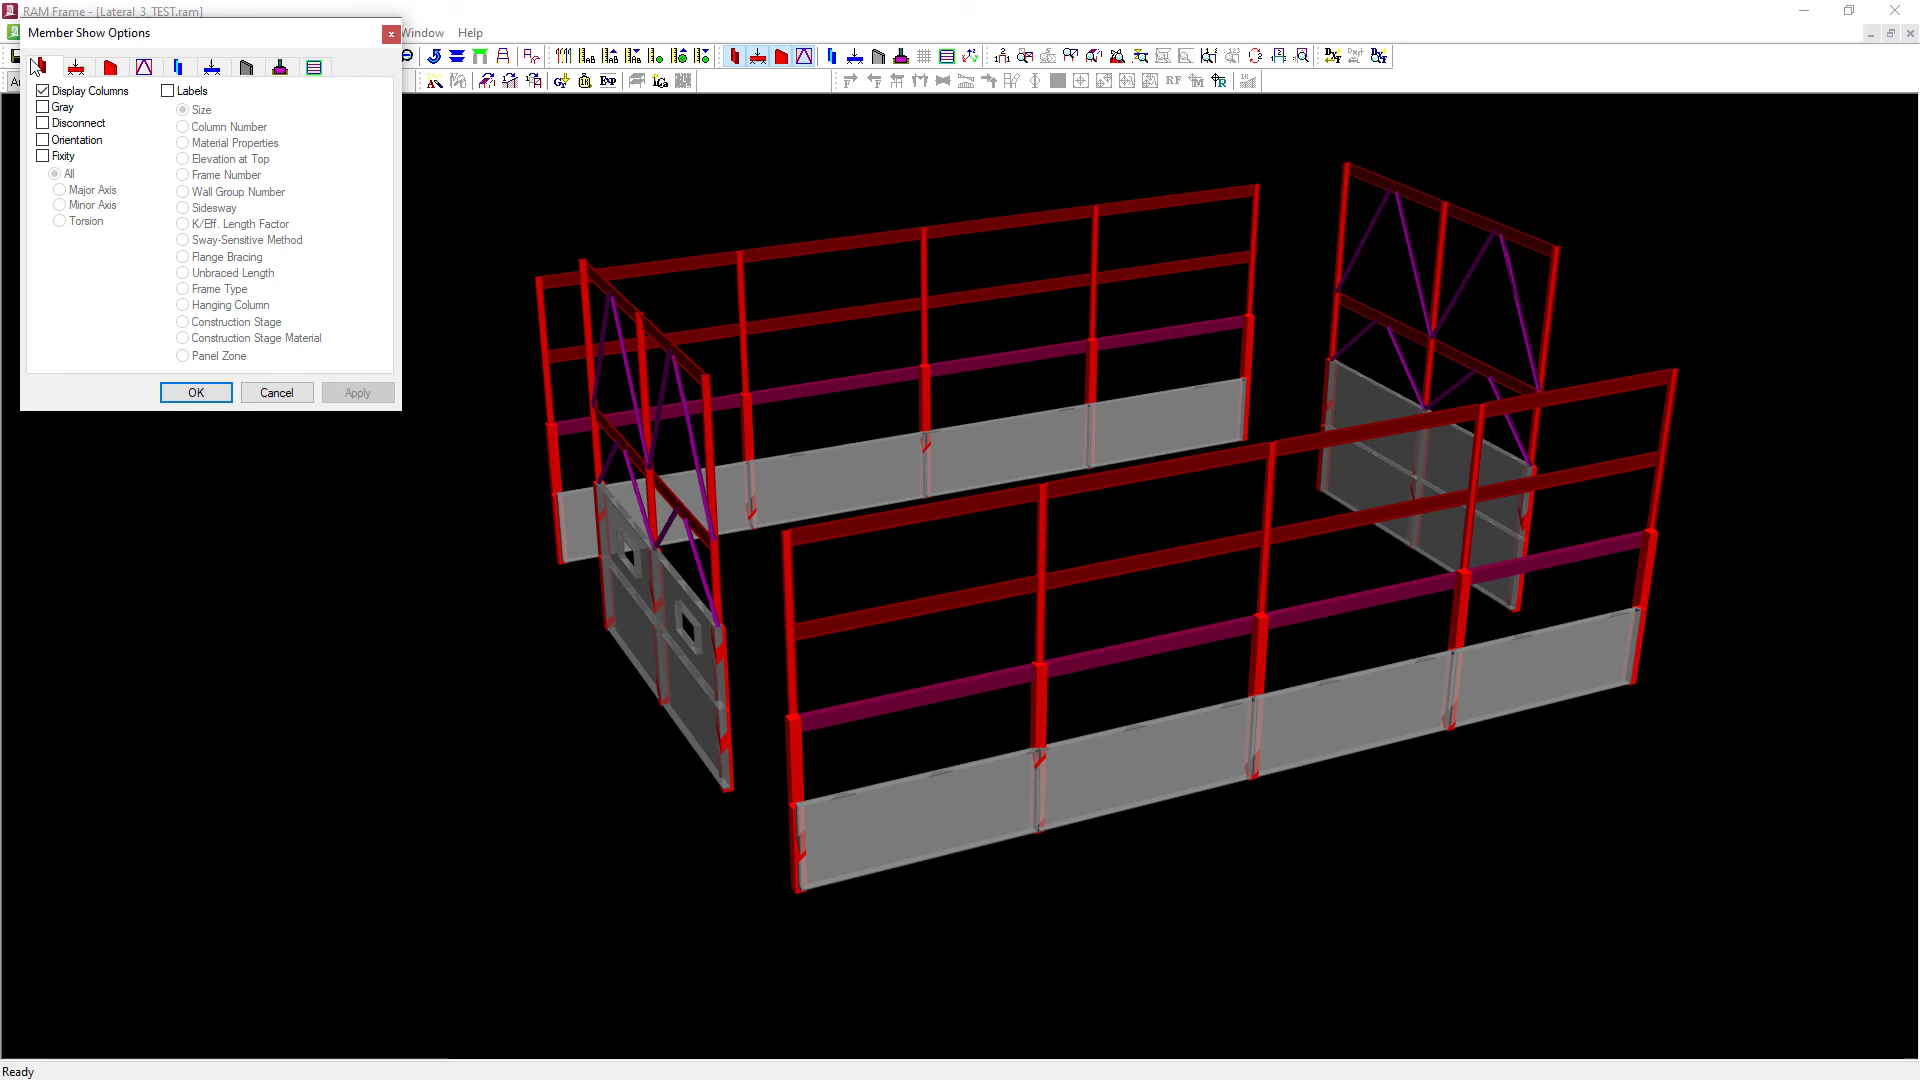 RAM Frame - [Lateral_3_TEST.ram]
Member Show Options
Window Help
Display Columns
Gray
Disconnect
Orientation
Fixity
All
Major Axis
Minor Axis
Torsion
Labels
Size
Column Number
Material Properties
Elevation at Top
Frame Number
Wall Group Number
Sidesway
K/Eff. Length Factor
Sway-Sensitive Method
Flange Bracing
Unbraced Length
Frame Type
Hanging Column
Construction Stage
Construction Stage Material
Panel Zone
OK Cancel Apply
Ready